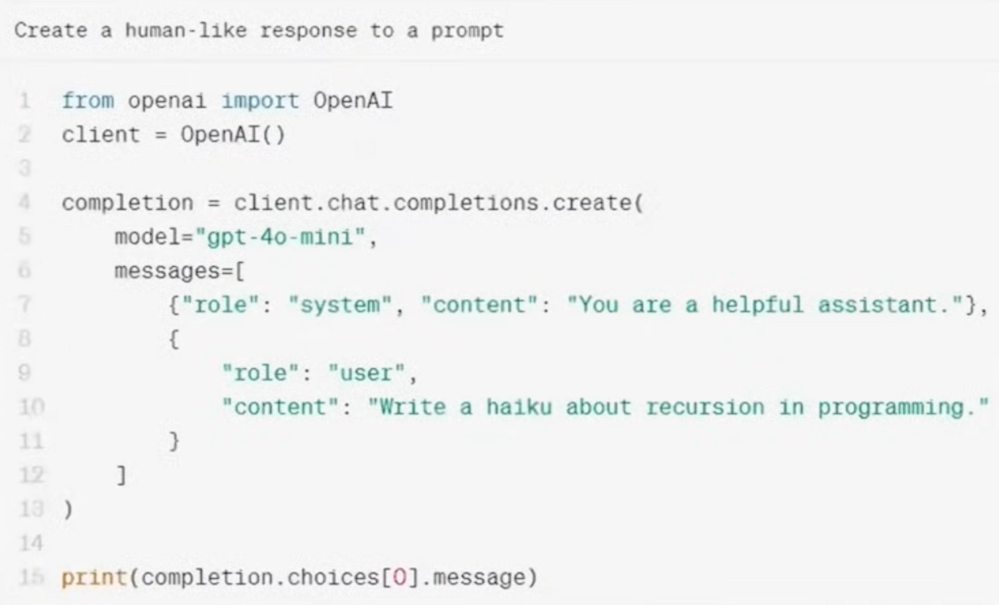 Create a human-like response to a prompt
1 from openai import OpenAI
2 client = OpenAI()
3
4 completion = client.chat.completions.create(
5     model="gpt-4o-mini",
6     messages=[
7         {"role": "system", "content": "You are a helpful assistant."},
8         {
9             "role": "user",
10             "content": "Write a haiku about recursion in programming."
11         }
12     ]
13 )
14
15 print(completion.choices[0].message)